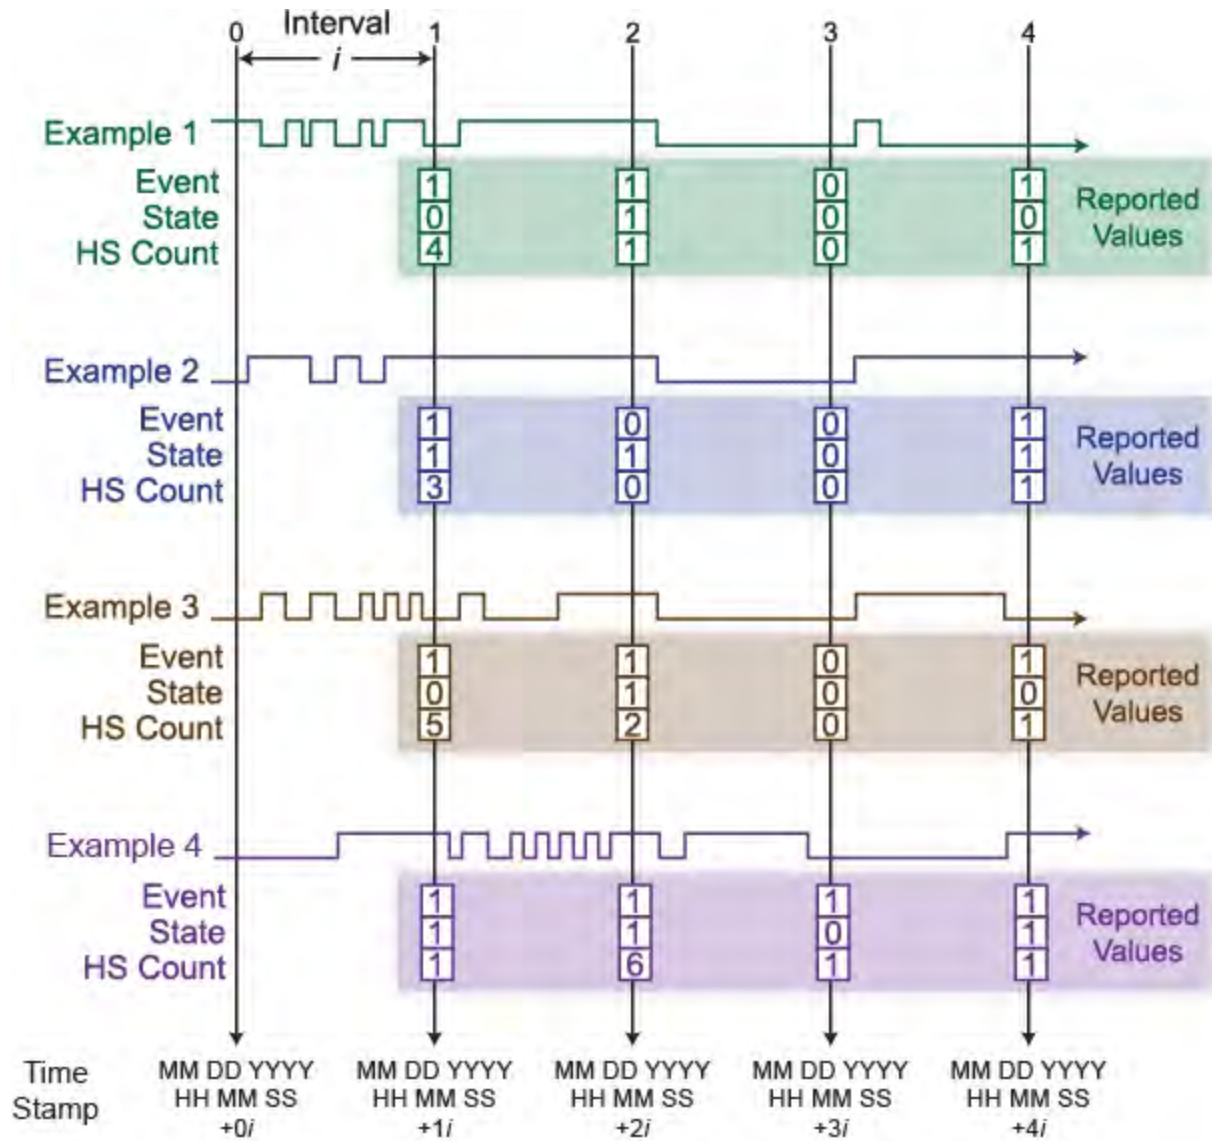 0 Interval 1 2 3 4
i
Example 1
Event 1 1 0 1
State 0 1 0 0
HS Count 4 1 0 1
Reported
Values
Example 2
Event 1 0 0 1
State 1 1 0 1
HS Count 3 0 0 1
Reported
Values
Example 3
Event 1 1 0 1
State 0 1 0 0
HS Count 5 2 0 1
Reported
Values
Example 4
Event 1 1 1 1
State 1 1 0 1
HS Count 1 6 1 1
Reported
Values
Time MM DD YYYY MM DD YYYY MM DD YYYY MM DD YYYY MM DD YYYY
Stamp HH MM SS HH MM SS HH MM SS HH MM SS HH MM SS
+0i +1i +2i +3i +4i